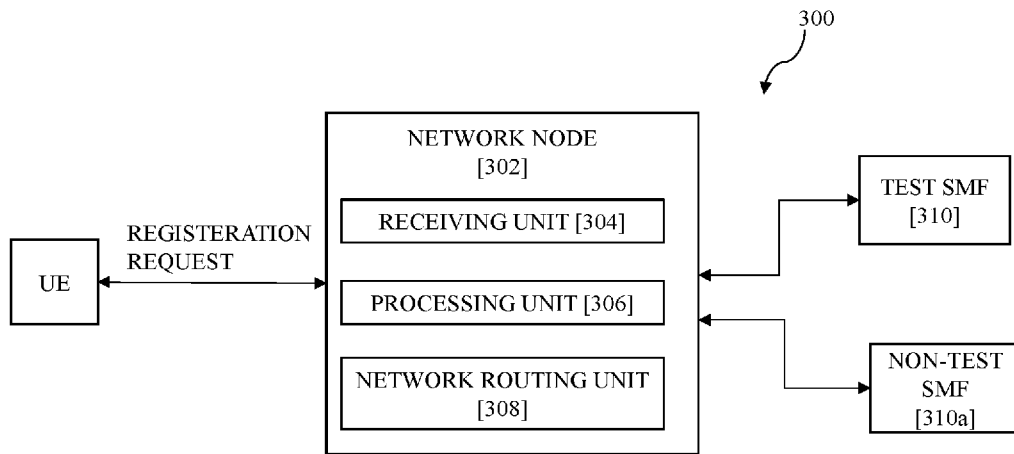 300
NETWORK NODE
[302]
RECEIVING UNIT [304]
PROCESSING UNIT [306]
NETWORK ROUTING UNIT
[308]
UE
REGISTERATION
REQUEST
TEST SMF
[310]
NON-TEST
SMF
[310a]